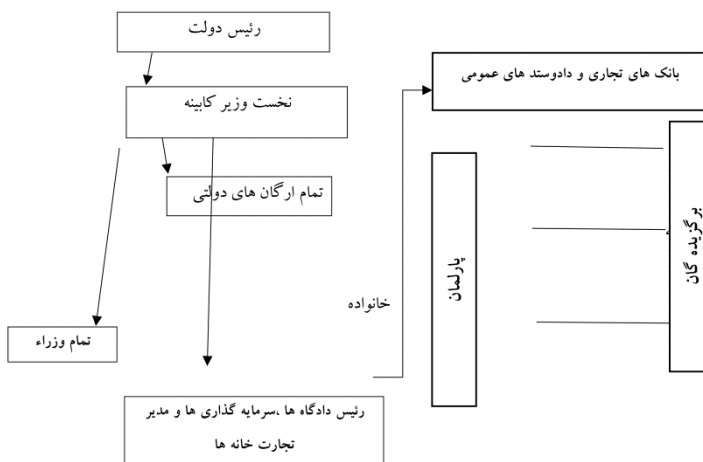 رئیس دولت
بانک های تجاری و دادوستد های عمومی
نخست وزیر کابینه
تمام ارگان های دولتی
برگزیده گان
پارلمان
خانواده
تمام وزراء
رئیس دادگاه ها ،سرمایه گذاری ها و مدیر
تجارت خانه ها